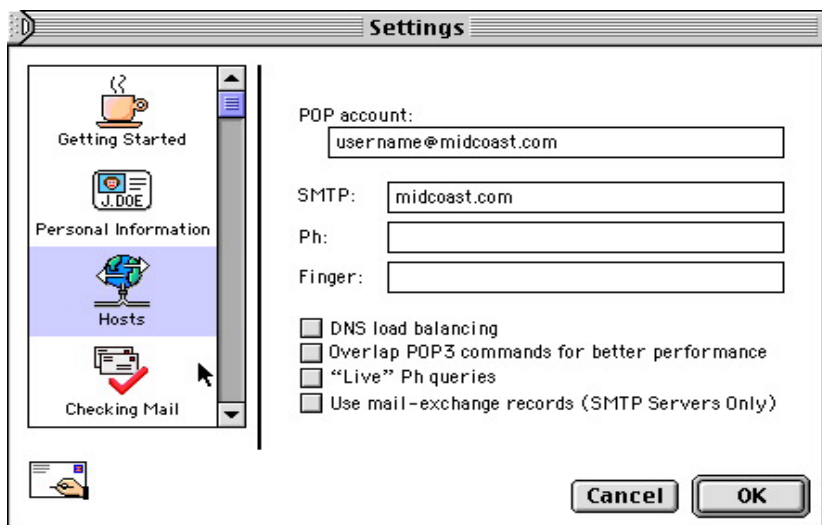 Settings
Getting Started
J.DOE
Personal Information
Hosts
Checking Mail
POP account:
username@midcoast.com
SMTP: midcoast.com
Ph:
Finger:
DNS load balancing
Overlap POP3 commands for better performance
“Live” Ph queries
Use mail-exchange records (SMTP Servers Only)
Cancel OK